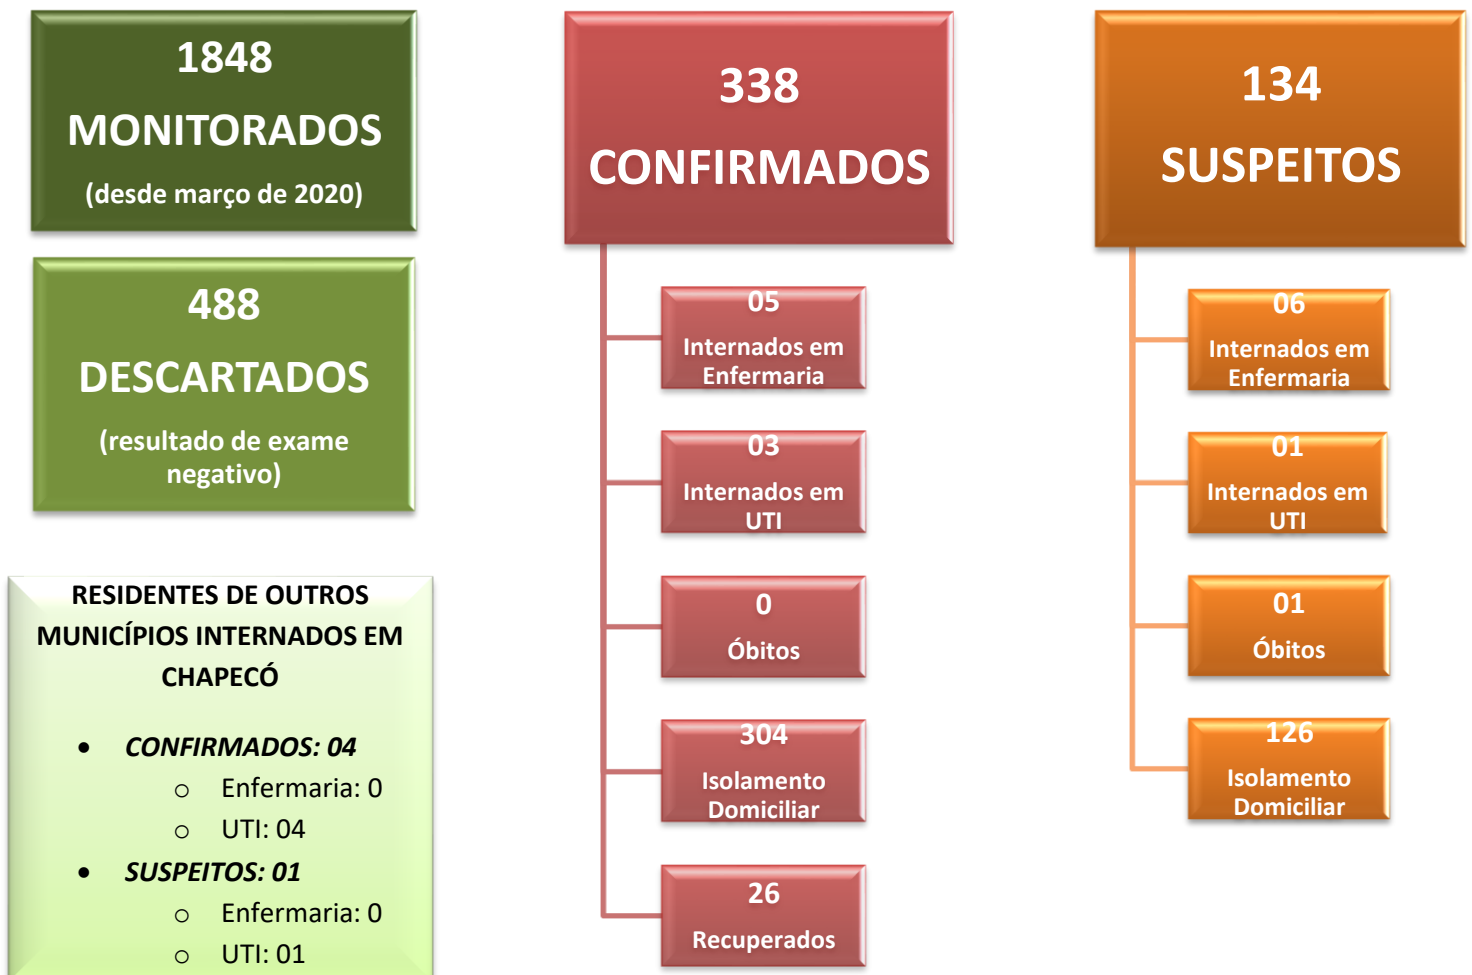 1848
MONITORADOS
(desde março de 2020)
488
DESCARTADOS
(resultado de exame
negativo)
RESIDENTES DE OUTROS
MUNICÍPIOS INTERNADOS EM
CHAPECÓ
• CONFIRMADOS: 04
o Enfermaria: 0
o UTI: 04
• SUSPEITOS: 01
o Enfermaria: 0
o UTI: 01
338
CONFIRMADOS
05
Internados em
Enfermaria
03
Internados em
UTI
0
Óbitos
304
Isolamento
Domiciliar
26
Recuperados
134
SUSPEITOS
06
Internados em
Enfermaria
01
Internados em
UTI
01
Óbitos
126
Isolamento
Domiciliar